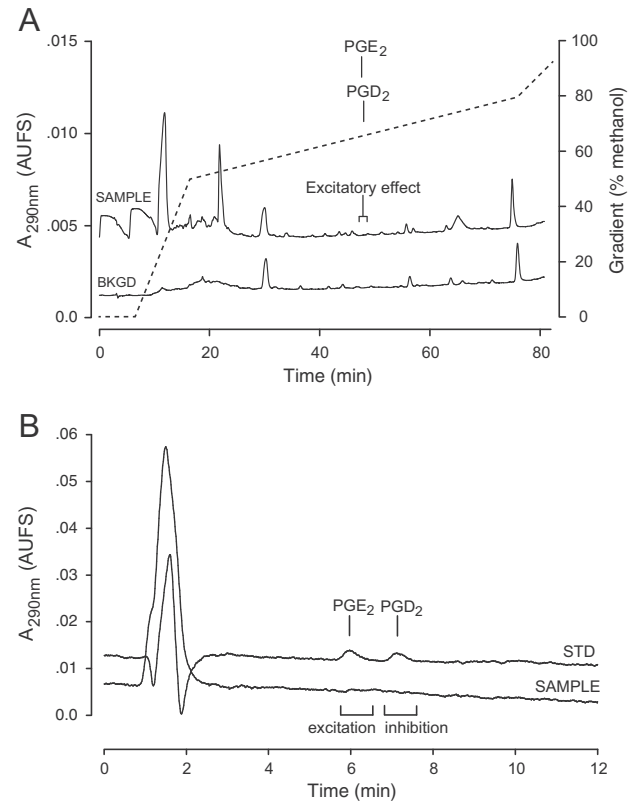 A
.015
.010
.005
0.0
A290nm (AUFS)
PGE2
PGD2
SAMPLE
Excitatory effect
BKGD
100
80
60
40
20
0
Gradient (% methanol)
0 20 40 60 80
Time (min)
B
.06
.05
.04
.03
.02
.01
0.0
A290nm (AUFS)
PGE2 PGD2
STD
SAMPLE
excitation inhibition
0 2 4 6 8 10 12
Time (min)